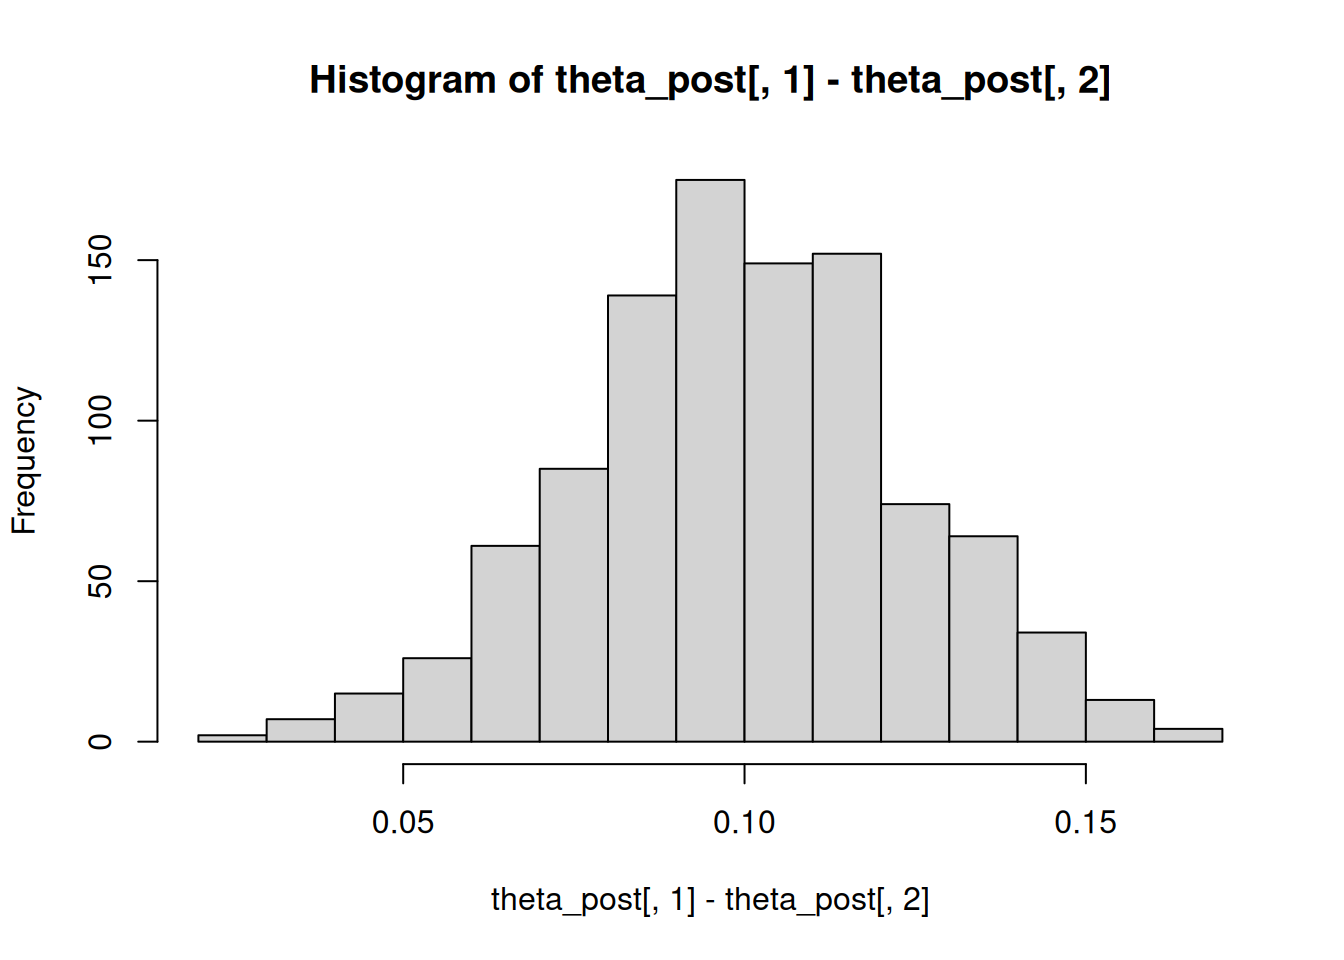 Histogram of theta_post[, 1] - theta_post[, 2]
Frequency
150
100
50
0
0.05 0.10 0.15
theta_post[, 1] - theta_post[, 2]